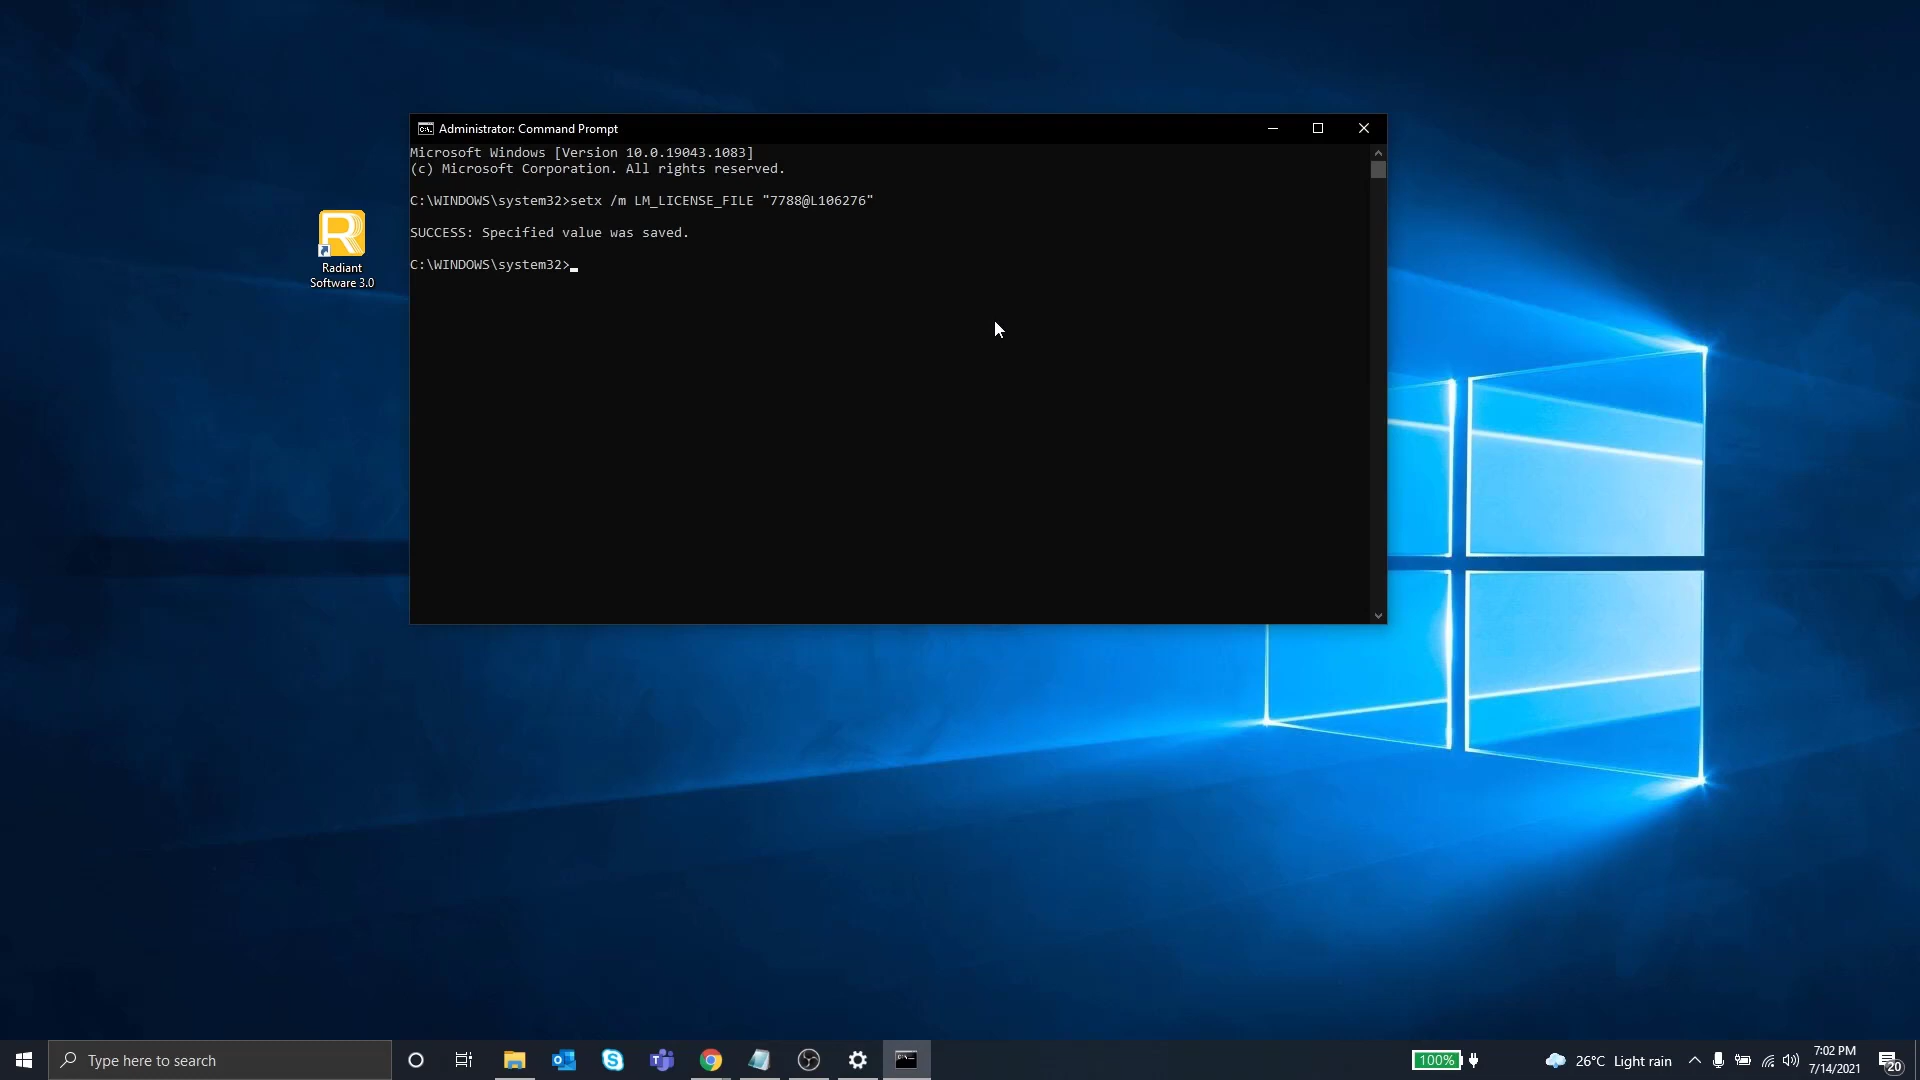 Administrator: Command Prompt
Microsoft Windows [Version 10.0.19043.1083]
(c) Microsoft Corporation. All rights reserved.
C:\WINDOWS\system32>setx /m LM_LICENSE_FILE "7788@L106276"
SUCCESS: Specified value was saved.
C:\WINDOWS\system32>
Radiant
Software 3.0
Type here to search
100%
26°C Light rain
7:02 PM
7/14/2021
20